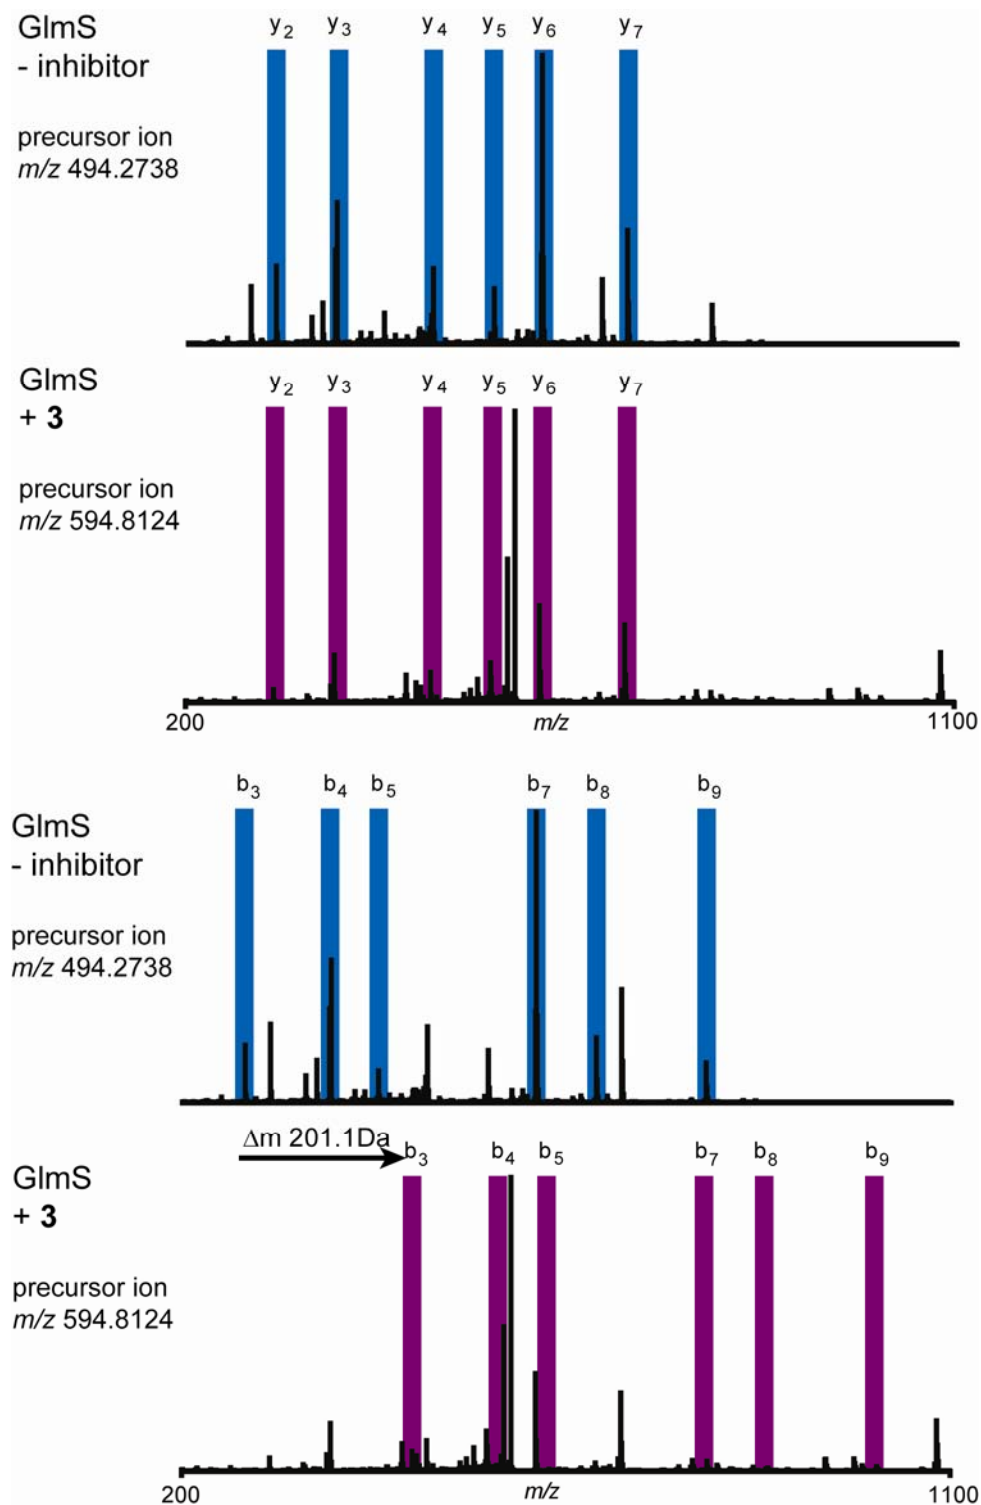 GlmS
- inhibitor
precursor ion
m/z 494.2738
y2 y3 y4 y5 y6 y7
GlmS
+ 3
precursor ion
m/z 594.8124
y2 y3 y4 y5 y6 y7
200 m/z 1100
b3 b4 b5 b7 b8 b9
GlmS
- inhibitor
precursor ion
m/z 494.2738
Δm 201.1Da
b3 b4 b5 b7 b8 b9
GlmS
+ 3
precursor ion
m/z 594.8124
200 m/z 1100